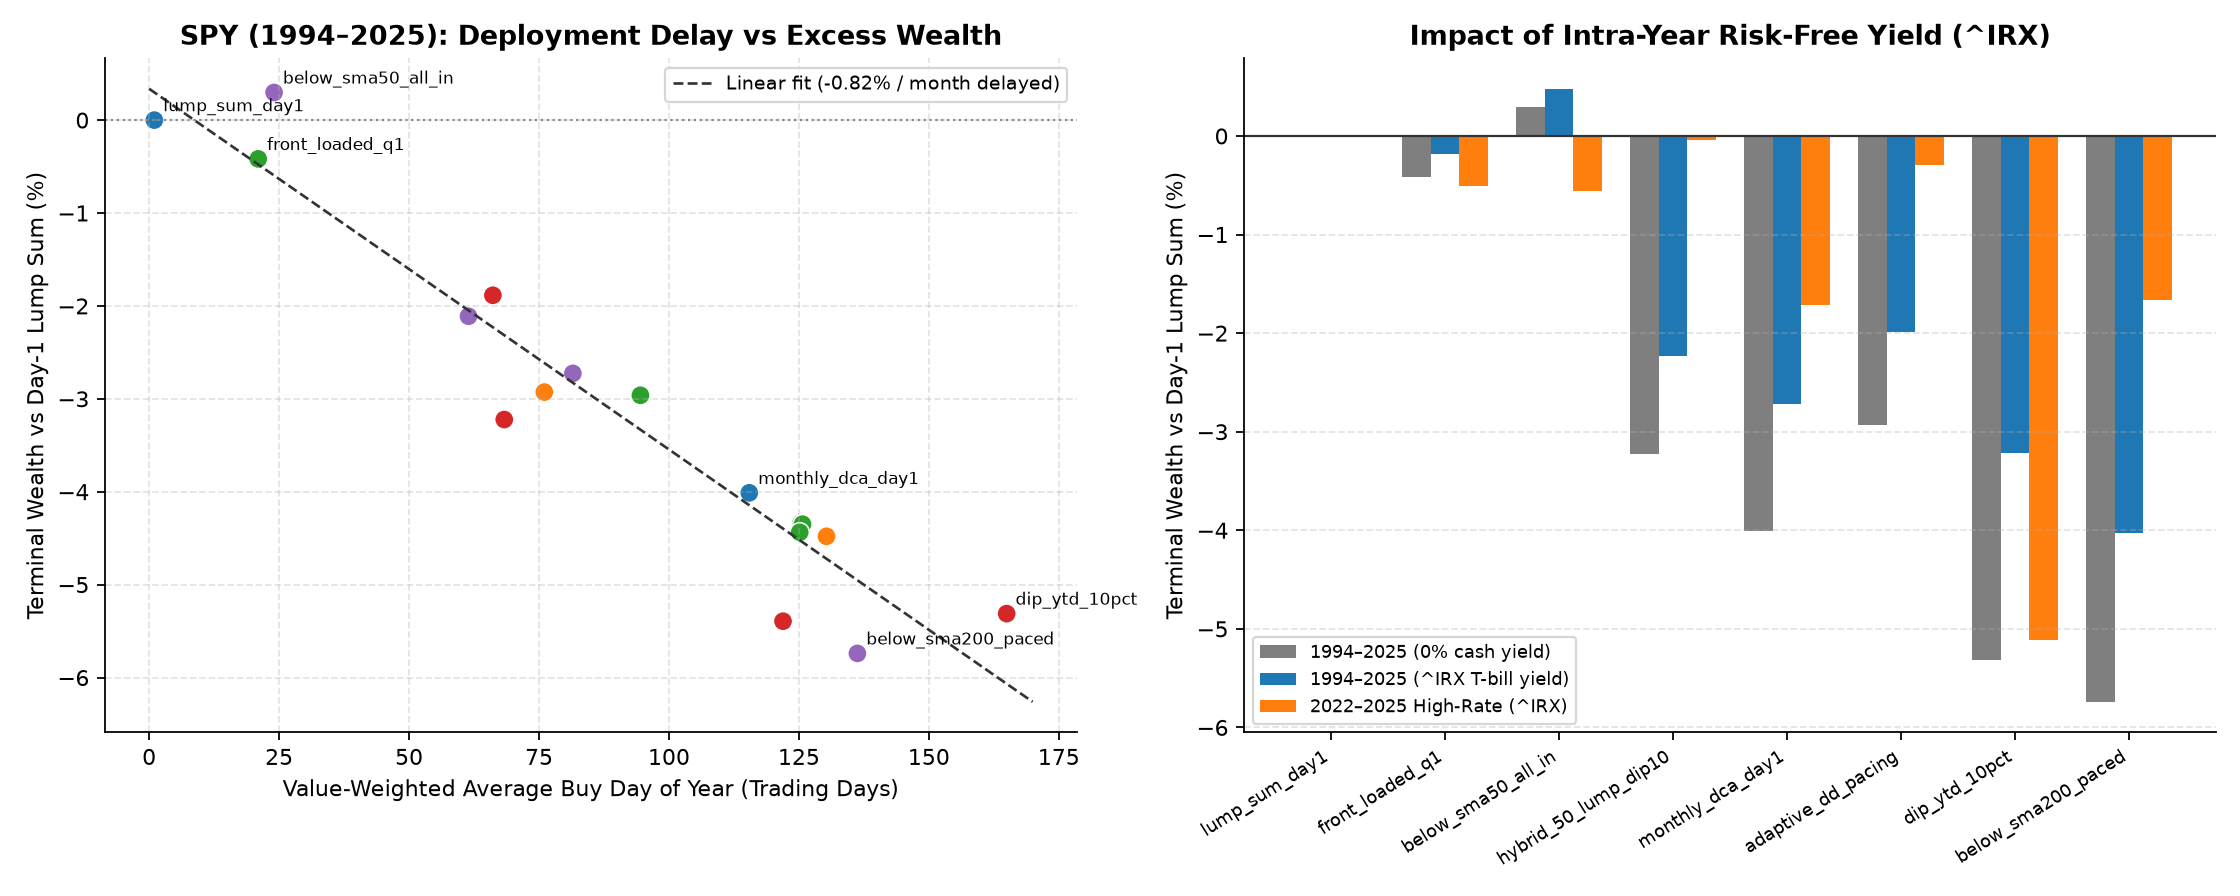 SPY (1994–2025): Deployment Delay vs Excess Wealth
Terminal Wealth vs Day-1 Lump Sum (%)
0
−1
−2
−3
−4
−5
−6
below_sma50_all_in
lump_sum_day1
front_loaded_q1
Linear fit (-0.82% / month delayed)
monthly_dca_day1
dip_ytd_10pct
below_sma200_paced
0
25
50
75
100
125
150
175
Value-Weighted Average Buy Day of Year (Trading Days)
Impact of Intra-Year Risk-Free Yield (^IRX)
Terminal Wealth vs Day-1 Lump Sum (%)
0
−1
−2
−3
−4
−5
−6
1994–2025 (0% cash yield)
1994–2025 (^IRX T-bill yield)
2022–2025 High-Rate (^IRX)
lump_sum_day1
front_loaded_q1
below_sma50_all_in
hybrid_50_lump_dip10
monthly_dca_day1
adaptive_dd_pacing
dip_ytd_10pct
below_sma200_paced